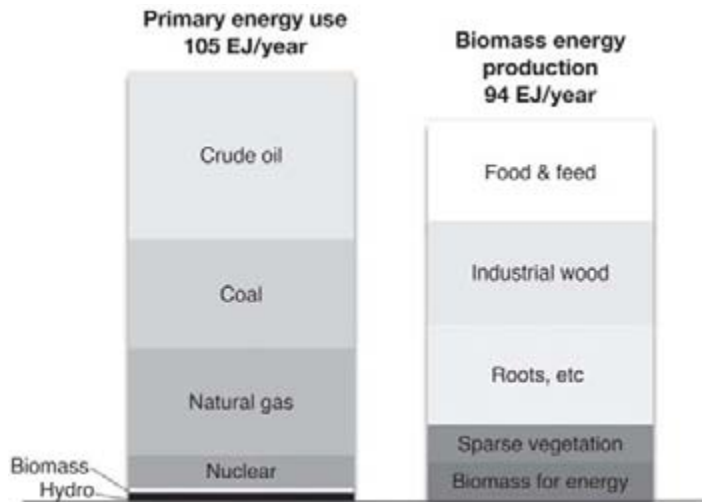 Primary energy use
105 EJ/year
Crude oil
Coal
Natural gas
Nuclear
Biomass
Hydro
Biomass energy
production
94 EJ/year
Food & feed
Industrial wood
Roots, etc
Sparse vegetation
Biomass for energy